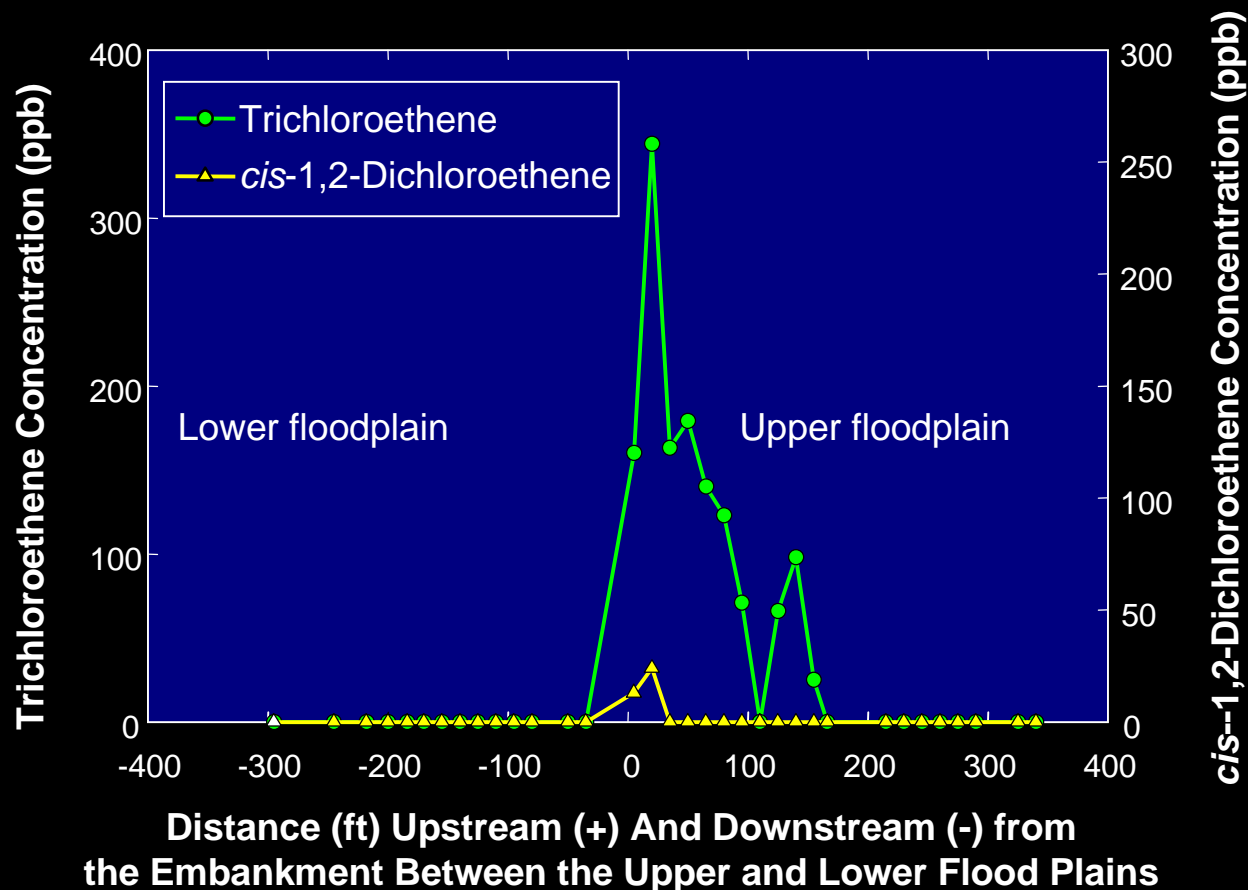 Trichloroethene Concentration (ppb)
400
300
200
100
0
Trichloroethene
cis-1,2-Dichloroethene
Lower floodplain
Upper floodplain
300
250
200
150
100
50
0
cis--1,2-Dichloroethene Concentration (ppb)
-400 -300 -200 -100 0 100 200 300 400
Distance (ft) Upstream (+) And Downstream (-) from
the Embankment Between the Upper and Lower Flood Plains